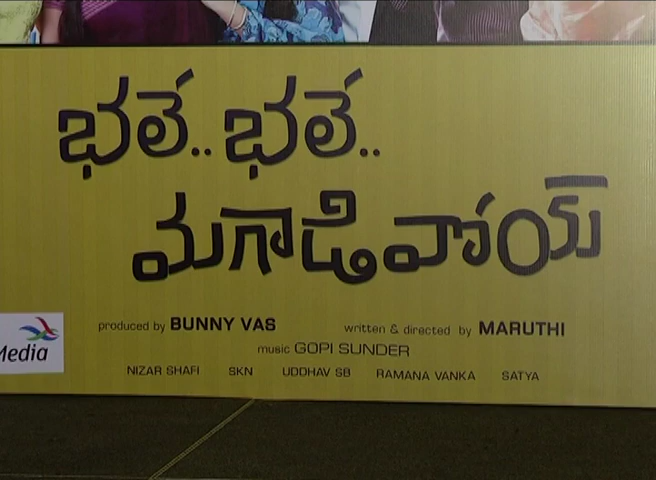 భలే.. భలే..
మగాడివోయ్
produced by BUNNY VAS written & directed by MARUTHI
Media
music GOPI SUNDER
NIZAR SHAFI SKN UDDHAV SB RAMANA VANKA SATYA